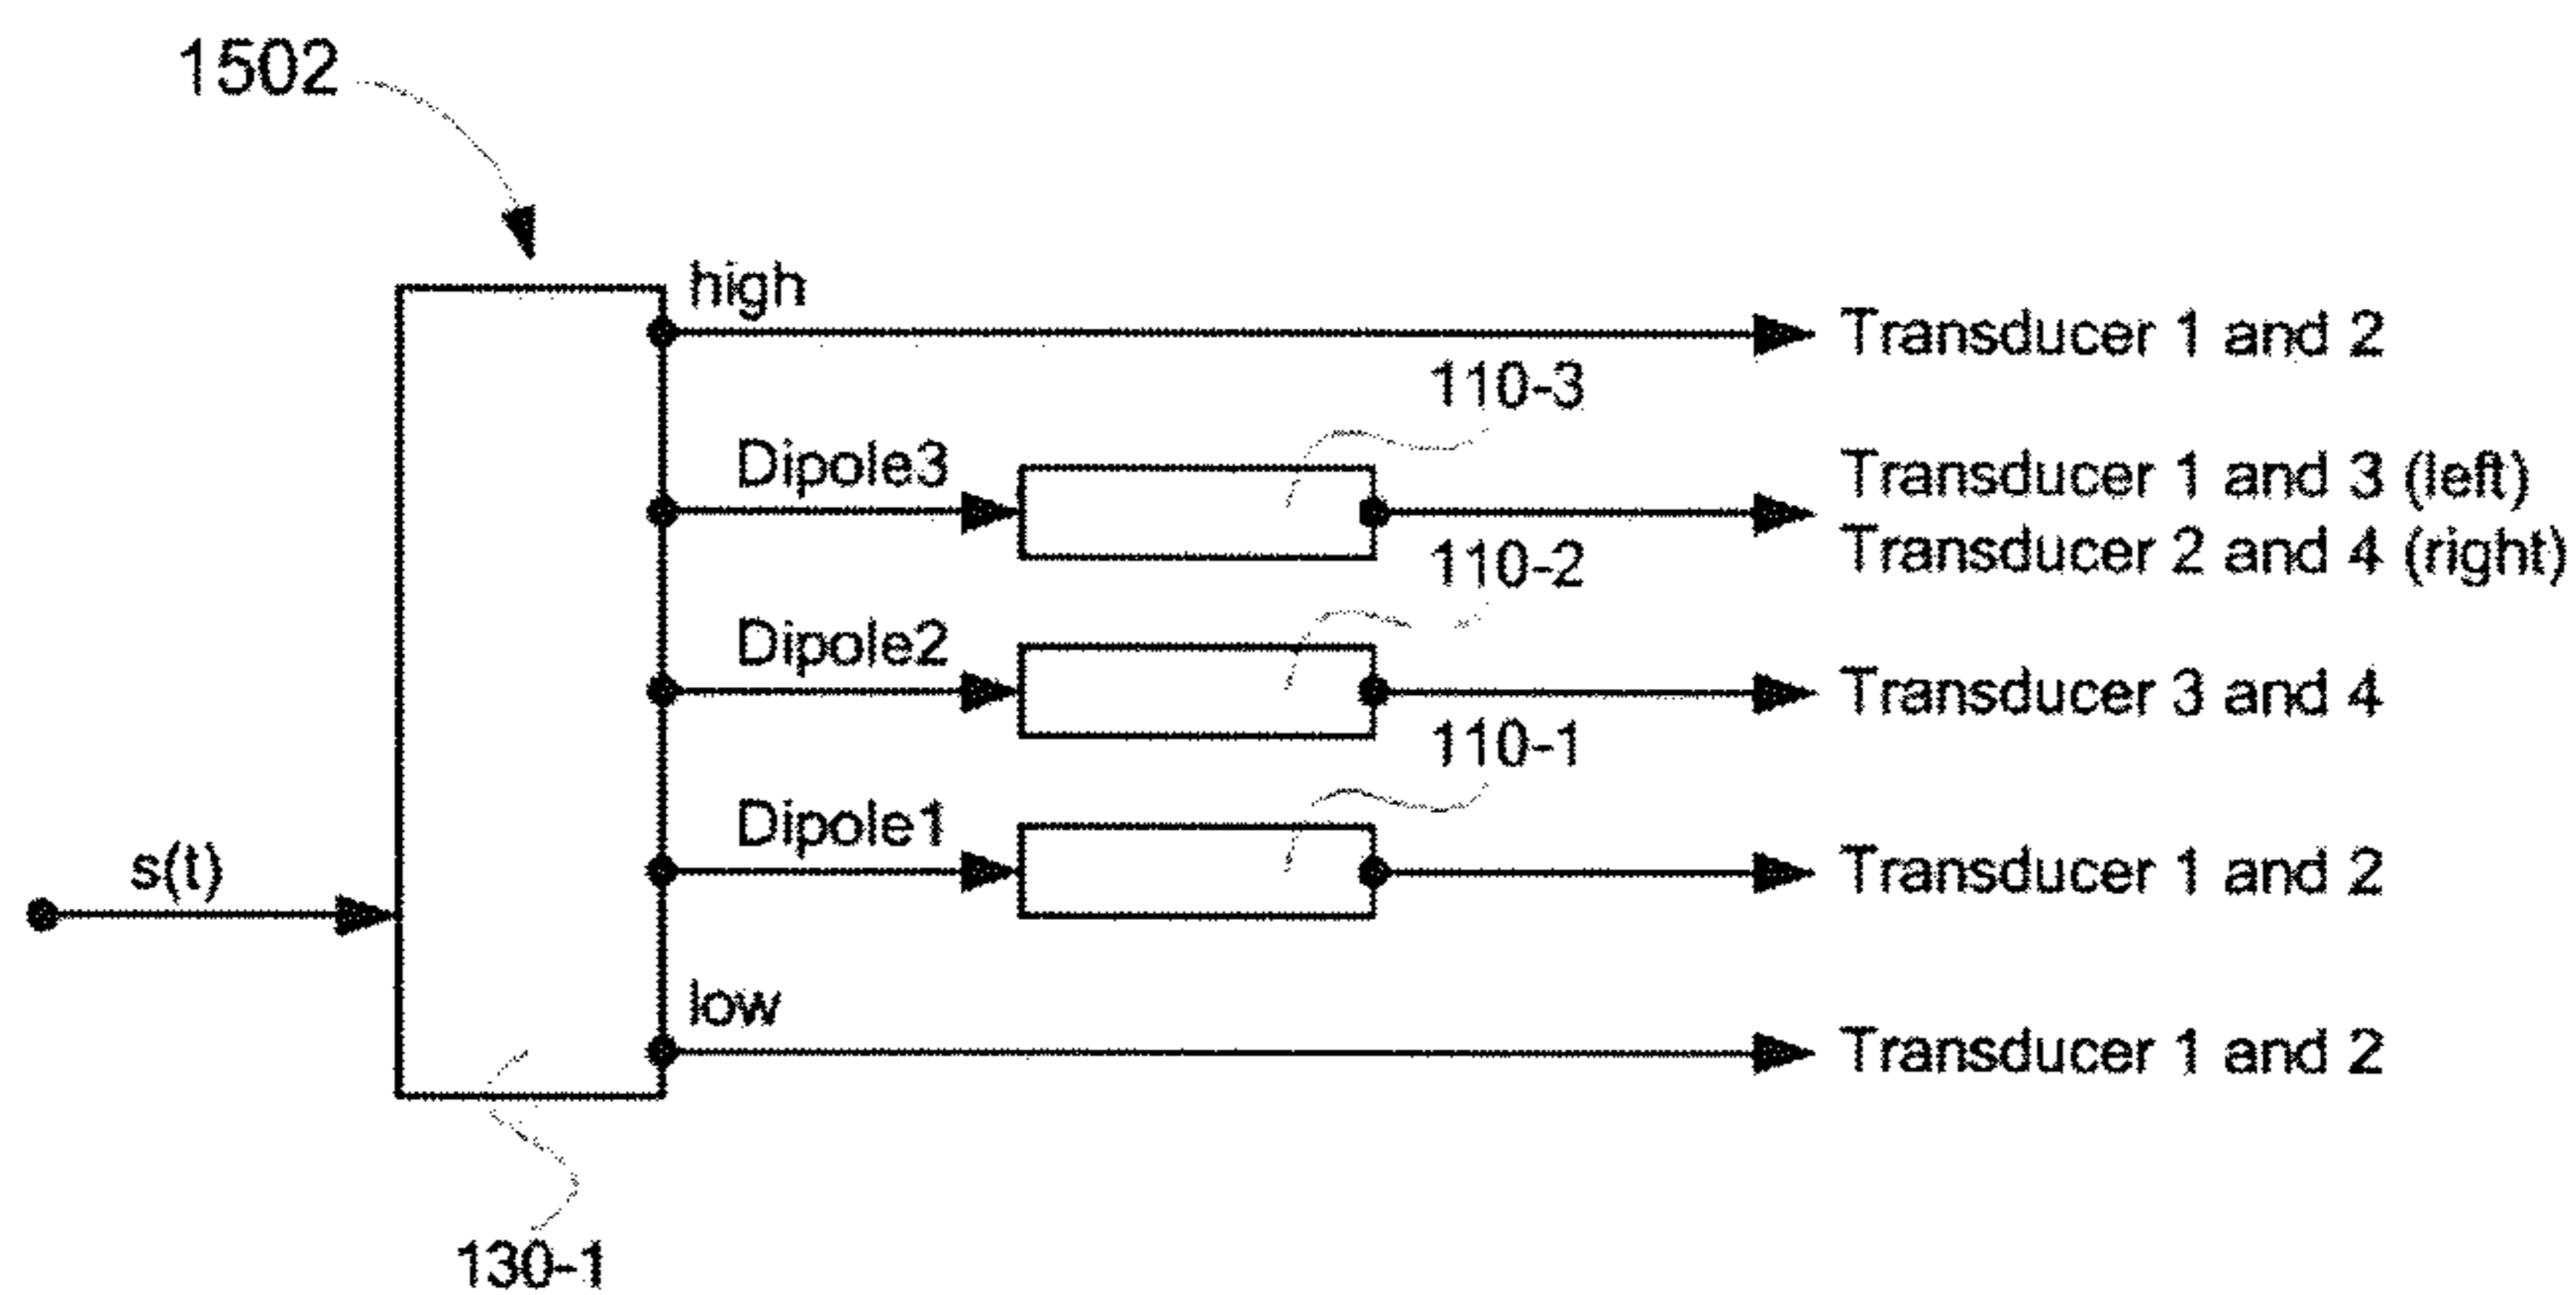 1502
high
Transducer 1 and 2
110-3
Dipole3
Transducer 1 and 3 (left)
Transducer 2 and 4 (right)
110-2
Dipole2
Transducer 3 and 4
110-1
Dipole1
Transducer 1 and 2
s(t)
low
Transducer 1 and 2
130-1